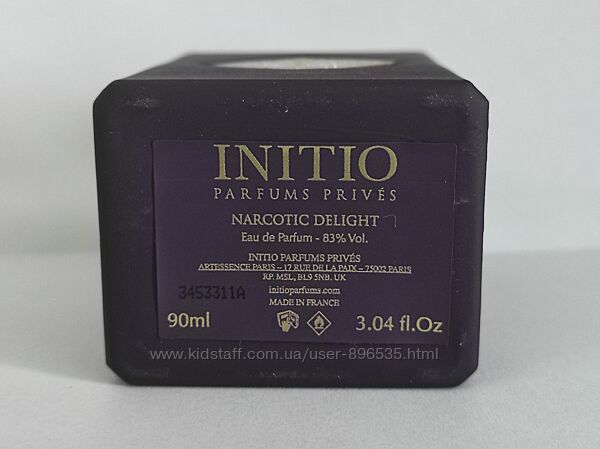 INITIO
PARFUMS PRIVÉS
NARCOTIC DELIGHT
Eau de Parfum - 83% Vol.
INITIO PARFUMS PRIVÉS
ARTESSENCE PARIS – 17 RUE DE LA PAIX – 75002 PARIS
RP. MSL, BL9 5NB. UK
3453311A
initioparfums.com
MADE IN FRANCE
90ml
3.04 fl.Oz
www.kidstaff.com.ua/user-896535.html